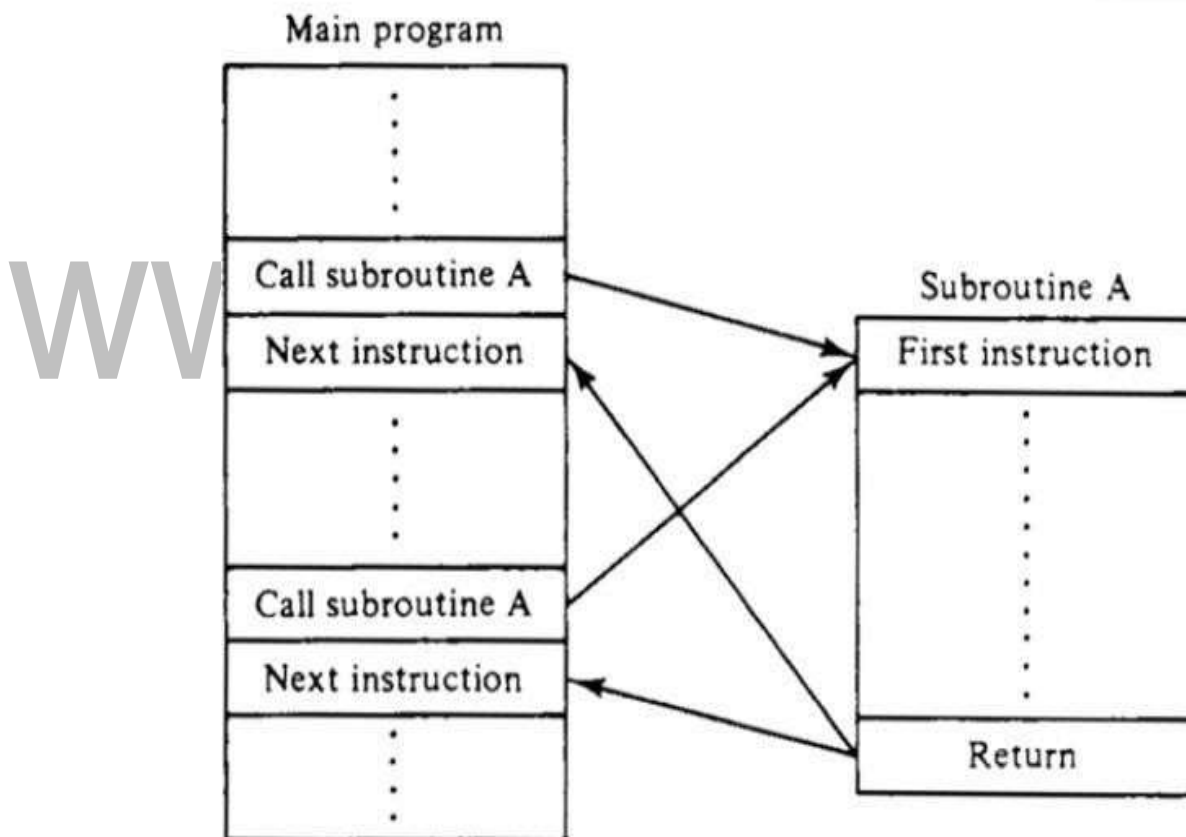 Main program
Call subroutine A
Next instruction
Call subroutine A
Next instruction
Subroutine A
First instruction
Return